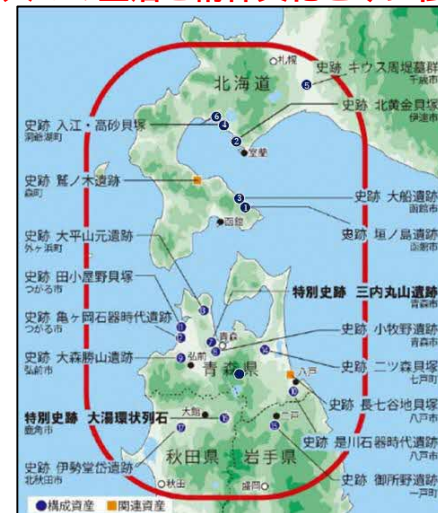 札幌
北海道
史跡 キウス周堤墓群
千歳市
史跡 北黄金貝塚
伊達市
史跡 入江・高砂貝塚
洞爺湖町
室蘭
史跡 鷲ノ木遺跡
森町
史跡 大船遺跡
函館市
函館
史跡 垣ノ島遺跡
函館市
史跡 大平山元遺跡
外ヶ浜町
史跡 田小屋野貝塚
つがる市
特別史跡 三内丸山遺跡
青森市
史跡 亀ヶ岡石器時代遺跡
つがる市
青森
史跡 小牧野遺跡
青森市
史跡 大森勝山遺跡
弘前市
弘前
青森県
史跡 二ツ森貝塚
七戸町
八戸
史跡 長七谷地貝塚
八戸市
特別史跡 大湯環状列石
鹿角市
大館
二戸
史跡 是川石器時代遺跡
八戸市
史跡 伊勢堂岱遺跡
北秋田市
秋田県
岩手県
史跡 御所野遺跡
一戸町
秋田
盛岡
●構成資産 ■関連資産